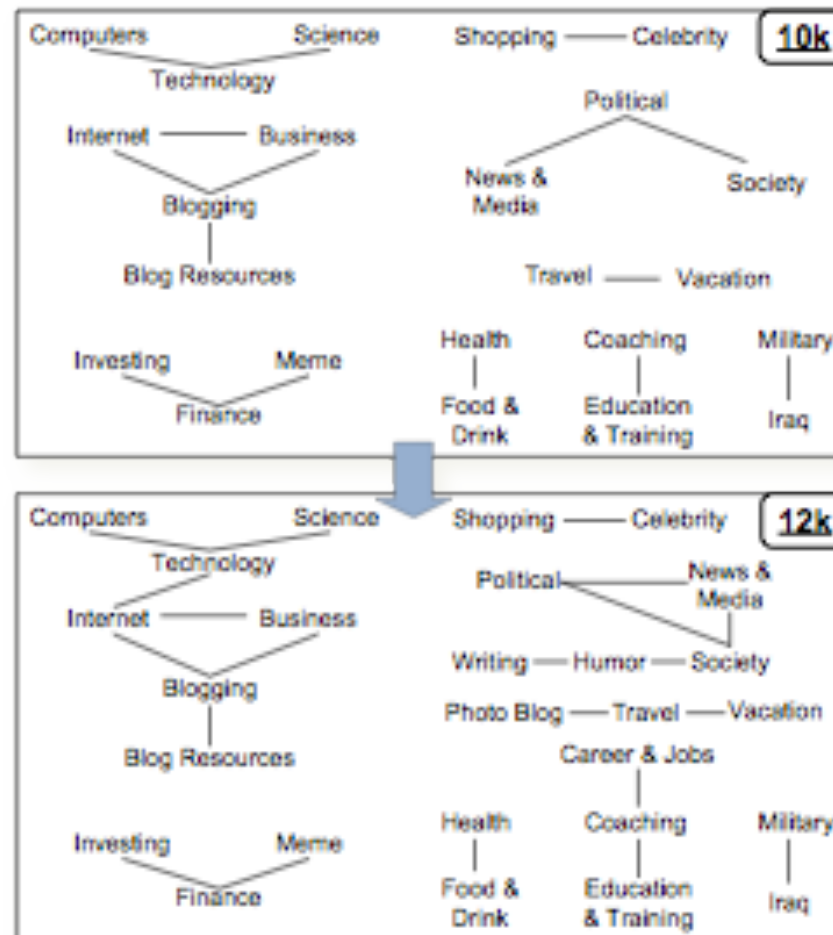 Computers Science Shopping Celebrity 10k
Technology
Political
Internet Business
News & Media
Society
Blogging
Blog Resources
Travel Vacation
Health Coaching Military
Investing Meme
Food & Drink
Education & Training
Iraq
Finance
Computers Science Shopping Celebrity 12k
Technology
Political
News & Media
Internet Business
Writing Humor Society
Blogging
Photo Blog Travel Vacation
Blog Resources
Career & Jobs
Health Coaching Military
Investing Meme
Food & Drink
Education & Training
Iraq
Finance